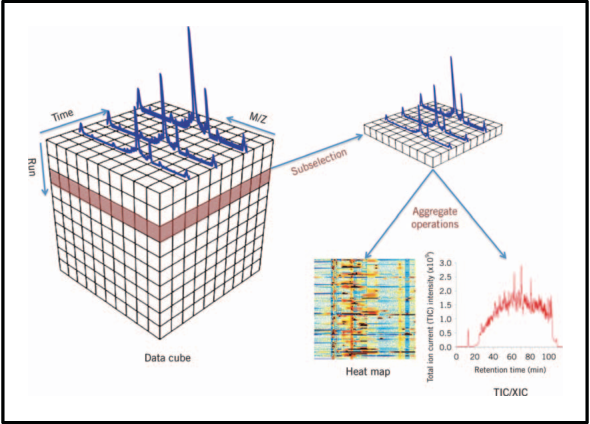 Time
M/Z
Run
Subselection
Data cube
Aggregate
operations
Heat map
Total ion current (TIC) intensity (x10⁶)
3.0
2.5
2.0
1.5
1.0
0.5
0.0
0 20 40 60 80 100
Retention time (min)
TIC/XIC